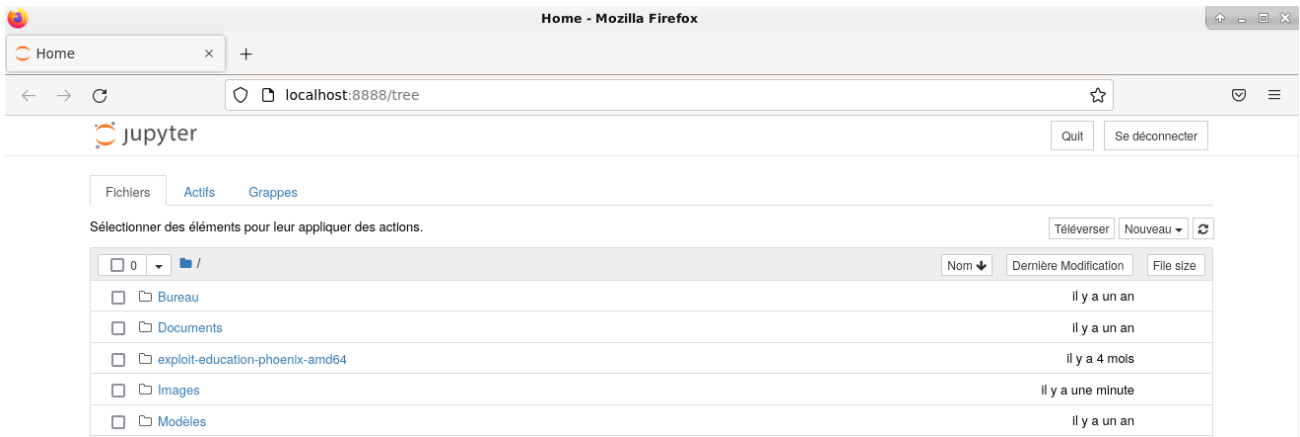 Home - Mozilla Firefox
Home
localhost:8888/tree
jupyter
Quit Se déconnecter
Fichiers Actifs Grappes
Sélectionner des éléments pour leur appliquer des actions.
Téléverser Nouveau
0 / Nom Dernière Modification File size
Bureau il y a un an
Documents il y a un an
exploit-education-phoenix-amd64 il y a 4 mois
Images il y a une minute
Modèles il y a un an